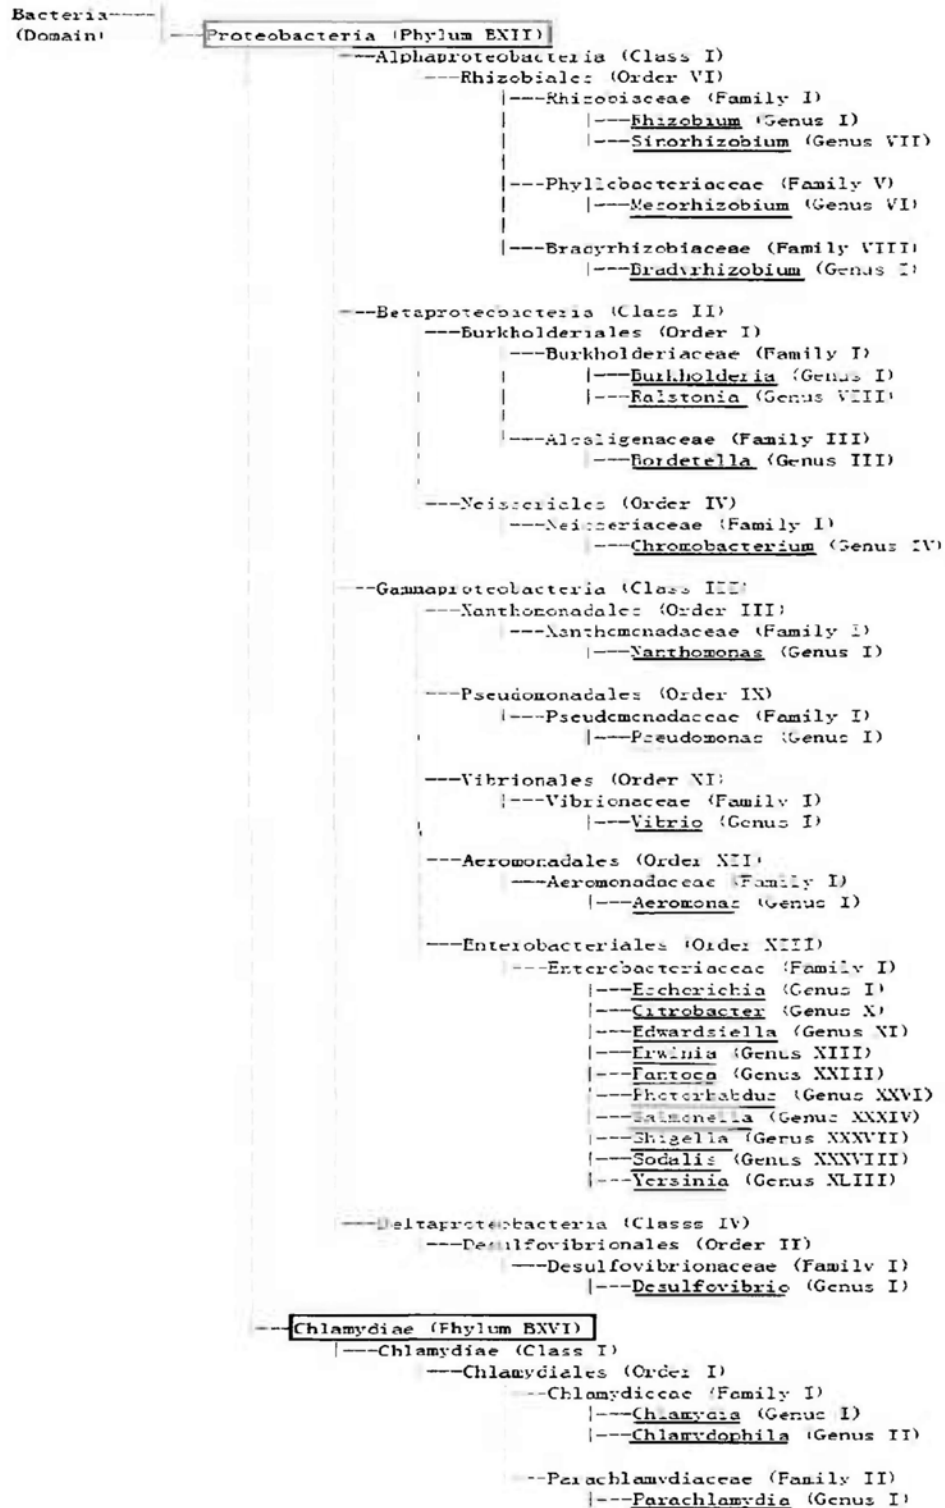 Bacteria----
(Domain) ---Proteobacteria (Phylum BXII)
---Alphaproteobacteria (Class I)
---Rhizobiales (Order VI)
|---Rhizobiaceae (Family I)
|---Rhizobium (Genus I)
|---Sinorhizobium (Genus VII)
|---Phyllobacteriaceae (Family V)
|---Mesorhizobium (Genus VI)
|---Bradyrhizobiaceae (Family VIII)
|---Bradyrhizobium (Genus I)
---Betaproteobacteria (Class II)
---Burkholderiales (Order I)
---Burkholderiaceae (Family I)
|---Burkholderia (Genus I)
|---Ralstonia (Genus VIII)
|---Alcaligenaceae (Family III)
---Bordetella (Genus III)
---Neisseriales (Order IV)
---Neisseriaceae (Family I)
---Chromobacterium (Genus IV)
---Gammaproteobacteria (Class III)
---Xanthomonadales (Order III)
---Xanthomonadaceae (Family I)
|---Xanthomonas (Genus I)
---Pseudomonadales (Order IX)
|---Pseudomonadaceae (Family I)
|---Pseudomonas (Genus I)
---Vibrionales (Order XI)
|---Vibrionaceae (Family I)
|---Vibrio (Genus I)
---Aeromonadales (Order XII)
---Aeromonadaceae (Family I)
|---Aeromonas (Genus I)
---Enterobacteriales (Order XIII)
|---Enterobacteriaceae (Family I)
|---Escherichia (Genus I)
|---Citrobacter (Genus X)
|---Edwardsiella (Genus XI)
|---Erwinia (Genus XIII)
|---Pantoea (Genus XXIII)
|---Photorhabdus (Genus XXVI)
|---Salmonella (Genus XXXIV)
|---Shigella (Genus XXXVII)
|---Sodalis (Genus XXXVIII)
|---Yersinia (Genus XLIII)
---Deltaproteobacteria (Classs IV)
---Desulfovibrionales (Order II)
---Desulfovibrionaceae (Family I)
|---Desulfovibrio (Genus I)
---Chlamydiae (Phylum BXVI)
|---Chlamydiae (Class I)
---Chlamydiales (Order I)
---Chlamydiceae (Family I)
|---Chlamydia (Genus I)
|---Chlamydophila (Genus II)
---Parachlamydiaceae (Family II)
|---Parachlamydia (Genus I)